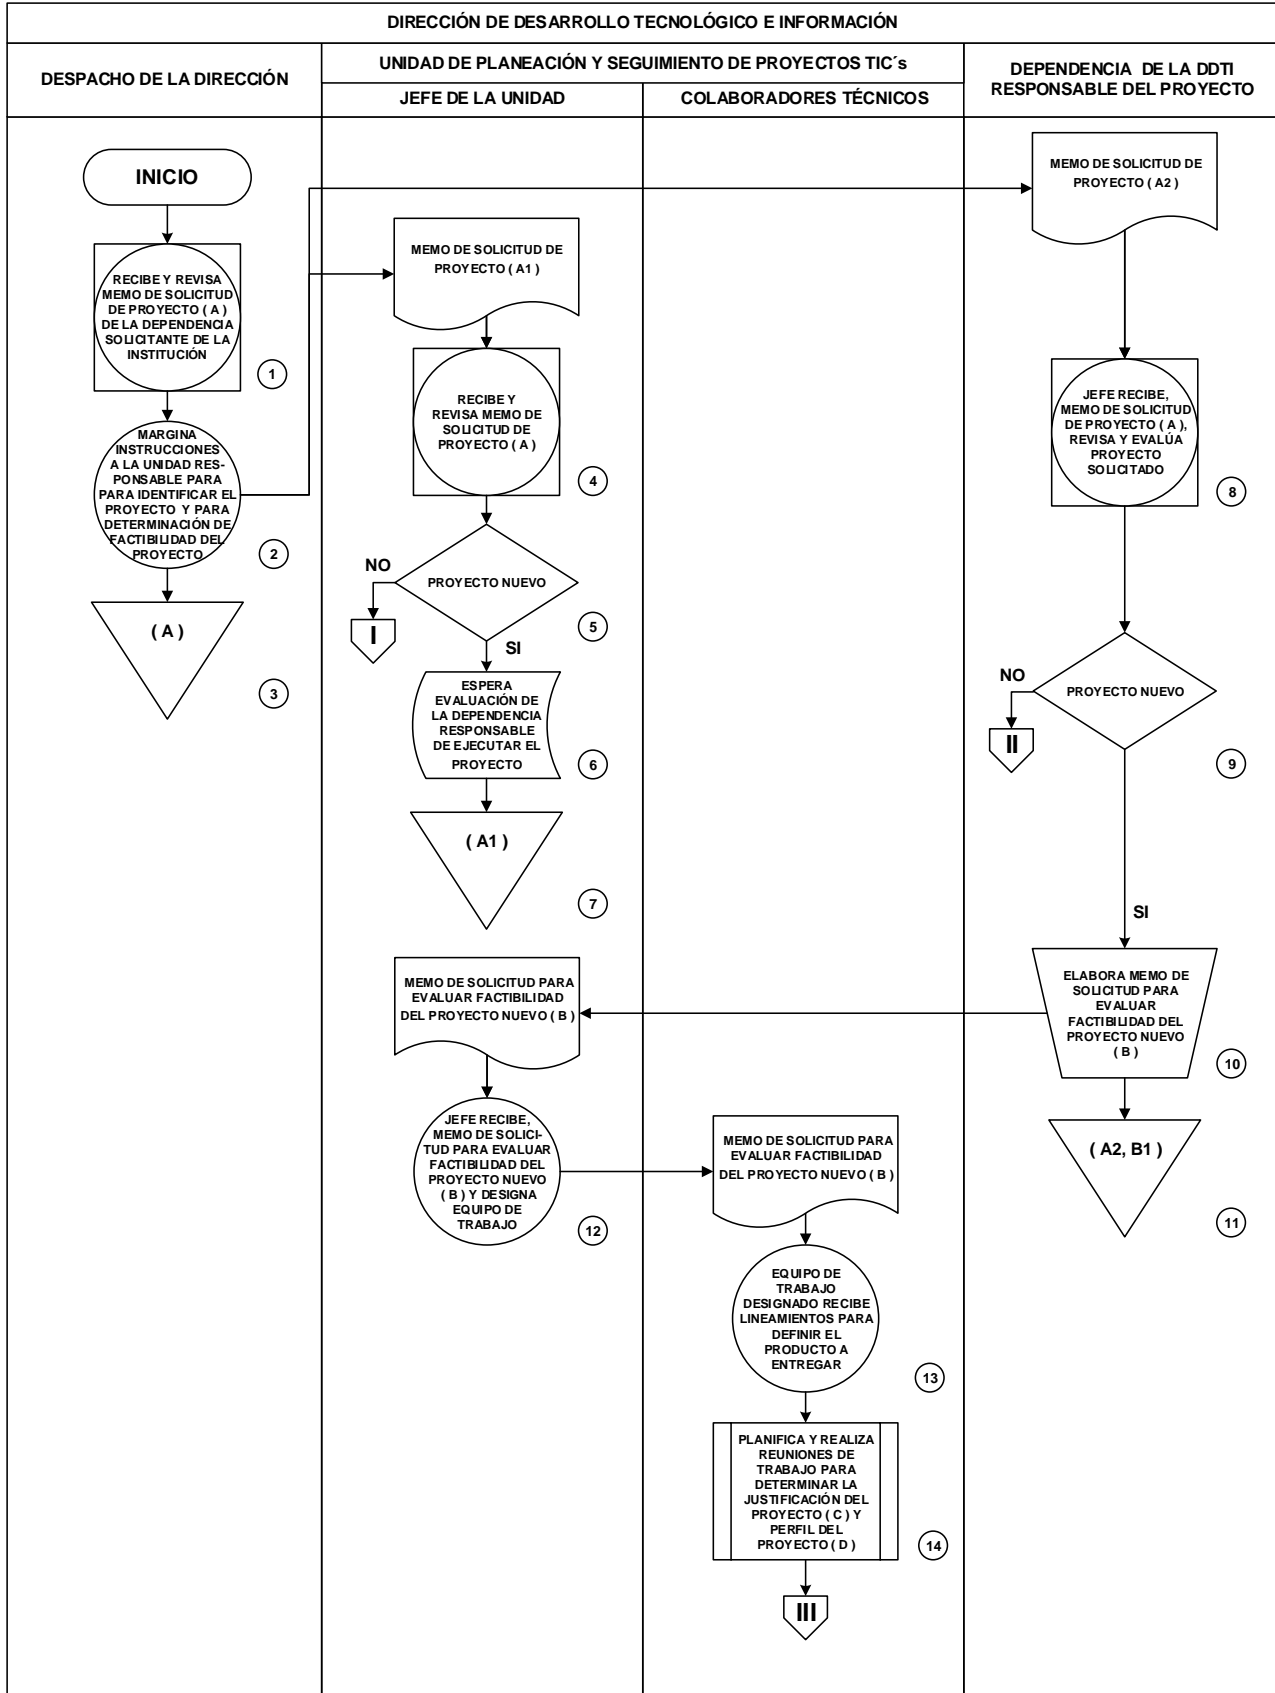 DIRECCIÓN DE DESARROLLO TECNOLÓGICO E INFORMACIÓN
DESPACHO DE LA DIRECCIÓN
UNIDAD DE PLANEACIÓN Y SEGUIMIENTO DE PROYECTOS TIC´s
JEFE DE LA UNIDAD
COLABORADORES TÉCNICOS
DEPENDENCIA DE LA DDTI
RESPONSABLE DEL PROYECTO
INICIO
RECIBE Y REVISA
MEMO DE SOLICITUD
DE PROYECTO ( A )
DE LA DEPENDENCIA
SOLICITANTE DE LA
INSTITUCIÓN
1
MARGINA
INSTRUCCIONES
A LA UNIDAD RES-
PONSABLE PARA
PARA IDENTIFICAR EL
PROYECTO Y PARA
DETERMINACIÓN DE
FACTIBILIDAD DEL
PROYECTO
2
( A )
3
MEMO DE SOLICITUD DE
PROYECTO ( A1 )
RECIBE Y
REVISA MEMO DE
SOLICITUD DE
PROYECTO ( A )
4
PROYECTO NUEVO
NO
I
5
SI
ESPERA
EVALUACIÓN DE
LA DEPENDENCIA
RESPONSABLE
DE EJECUTAR EL
PROYECTO
6
( A1 )
7
MEMO DE SOLICITUD DE
PROYECTO ( A2 )
JEFE RECIBE,
MEMO DE SOLICITUD
DE PROYECTO ( A ),
REVISA Y EVALÚA
PROYECTO
SOLICITADO
8
PROYECTO NUEVO
NO
II
9
SI
ELABORA MEMO DE
SOLICITUD PARA
EVALUAR
FACTIBILIDAD DEL
PROYECTO NUEVO
( B )
10
( A2, B1 )
11
MEMO DE SOLICITUD PARA
EVALUAR FACTIBILIDAD
DEL PROYECTO NUEVO ( B )
JEFE RECIBE,
MEMO DE SOLICI-
TUD PARA EVALUAR
FACTIBILIDAD DEL
PROYECTO NUEVO
( B ) Y DESIGNA
EQUIPO DE
TRABAJO
12
MEMO DE SOLICITUD PARA
EVALUAR FACTIBILIDAD
DEL PROYECTO NUEVO ( B )
EQUIPO DE
TRABAJO
DESIGNADO RECIBE
LINEAMIENTOS PARA
DEFINIR EL
PRODUCTO A
ENTREGAR
13
PLANIFICA Y REALIZA
REUNIONES DE
TRABAJO PARA
DETERMINAR LA
JUSTIFICACIÓN DEL
PROYECTO ( C ) Y
PERFIL DEL
PROYECTO ( D )
14
III